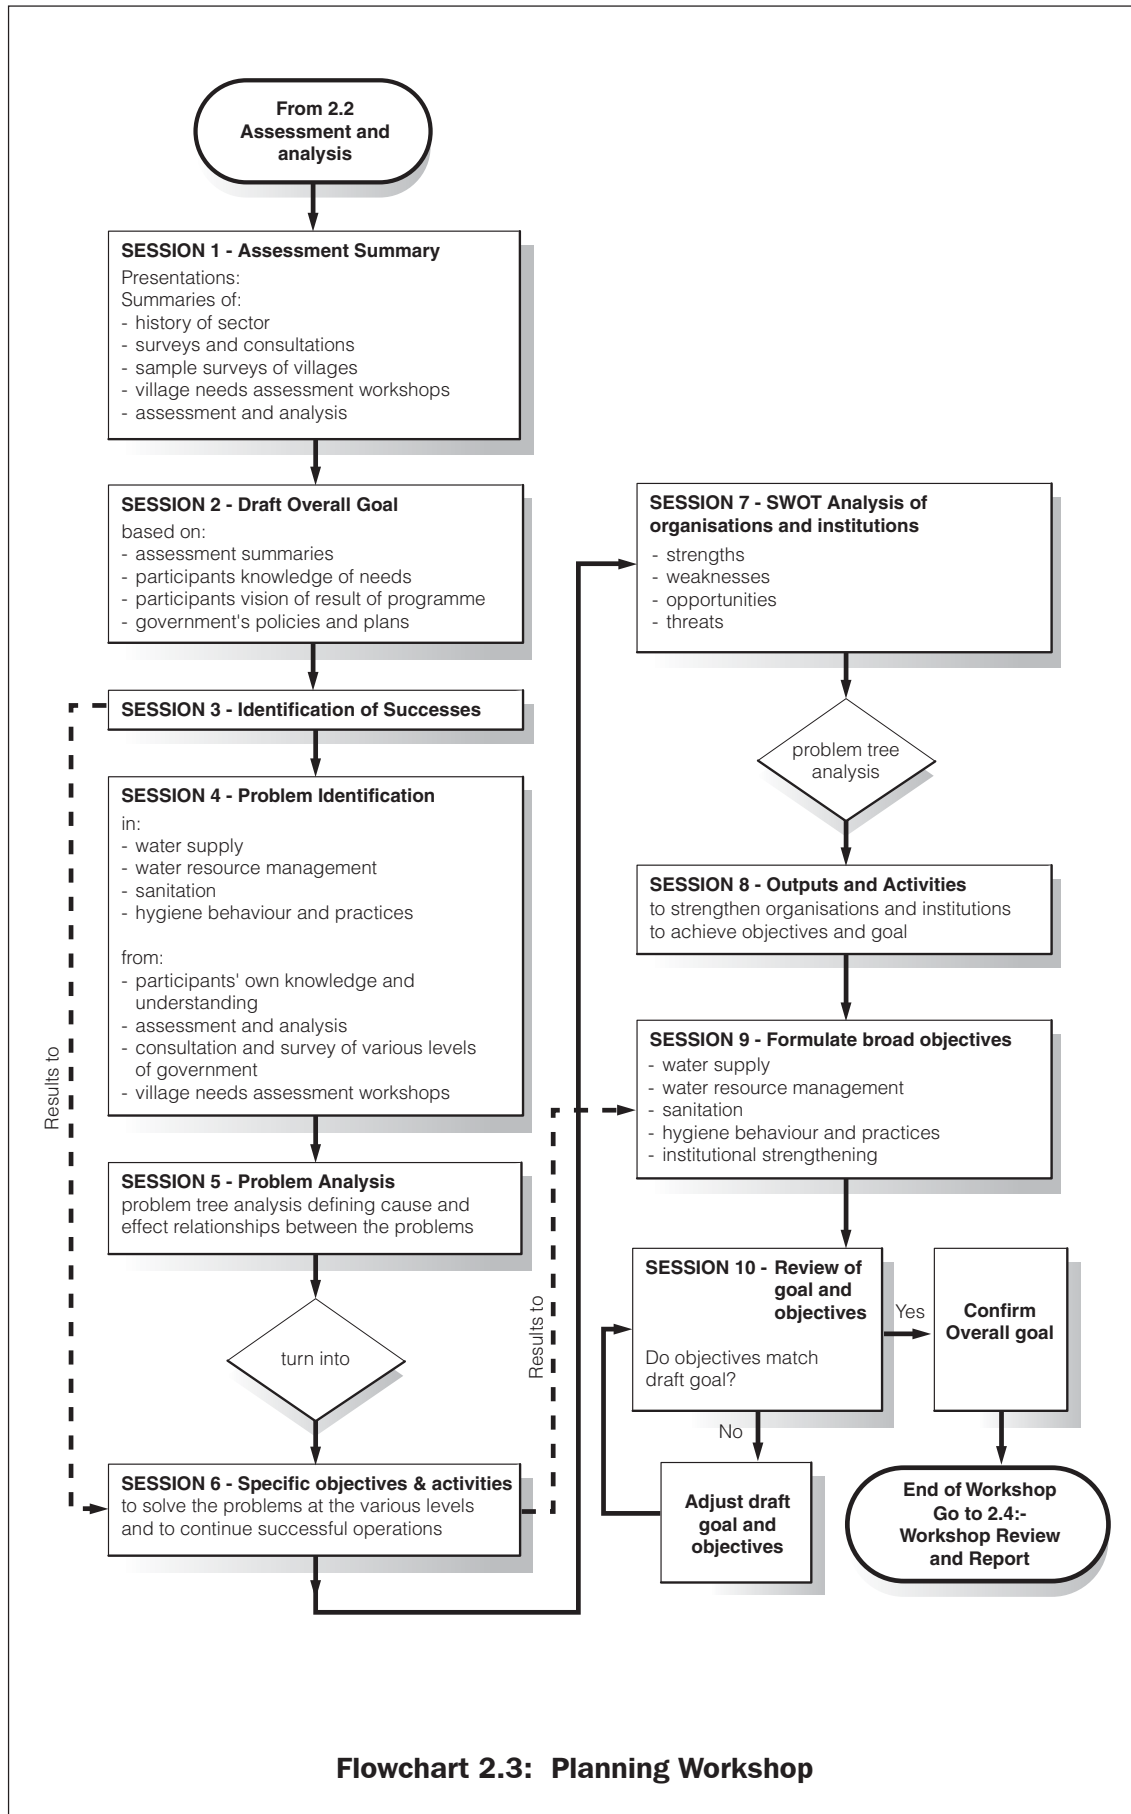 From 2.2
Assessment and
analysis
SESSION 1 - Assessment Summary
Presentations:
Summaries of:
- history of sector
- surveys and consultations
- sample surveys of villages
- village needs assessment workshops
- assessment and analysis
SESSION 2 - Draft Overall Goal
based on:
- assessment summaries
- participants knowledge of needs
- participants vision of result of programme
- government's policies and plans
SESSION 3 - Identification of Successes
SESSION 4 - Problem Identification
in:
- water supply
- water resource management
- sanitation
- hygiene behaviour and practices
from:
- participants' own knowledge and
understanding
- assessment and analysis
- consultation and survey of various levels
of government
- village needs assessment workshops
Results to
SESSION 5 - Problem Analysis
problem tree analysis defining cause and
effect relationships between the problems
turn into
SESSION 6 - Specific objectives & activities
to solve the problems at the various levels
and to continue successful operations
Results to
SESSION 7 - SWOT Analysis of
organisations and institutions
- strengths
- weaknesses
- opportunities
- threats
problem tree
analysis
SESSION 8 - Outputs and Activities
to strengthen organisations and institutions
to achieve objectives and goal
SESSION 9 - Formulate broad objectives
- water supply
- water resource management
- sanitation
- hygiene behaviour and practices
- institutional strengthening
SESSION 10 - Review of
goal and
objectives
Do objectives match
draft goal?
Yes
Confirm
Overall goal
No
Adjust draft
goal and
objectives
End of Workshop
Go to 2.4:-
Workshop Review
and Report
Flowchart 2.3: Planning Workshop